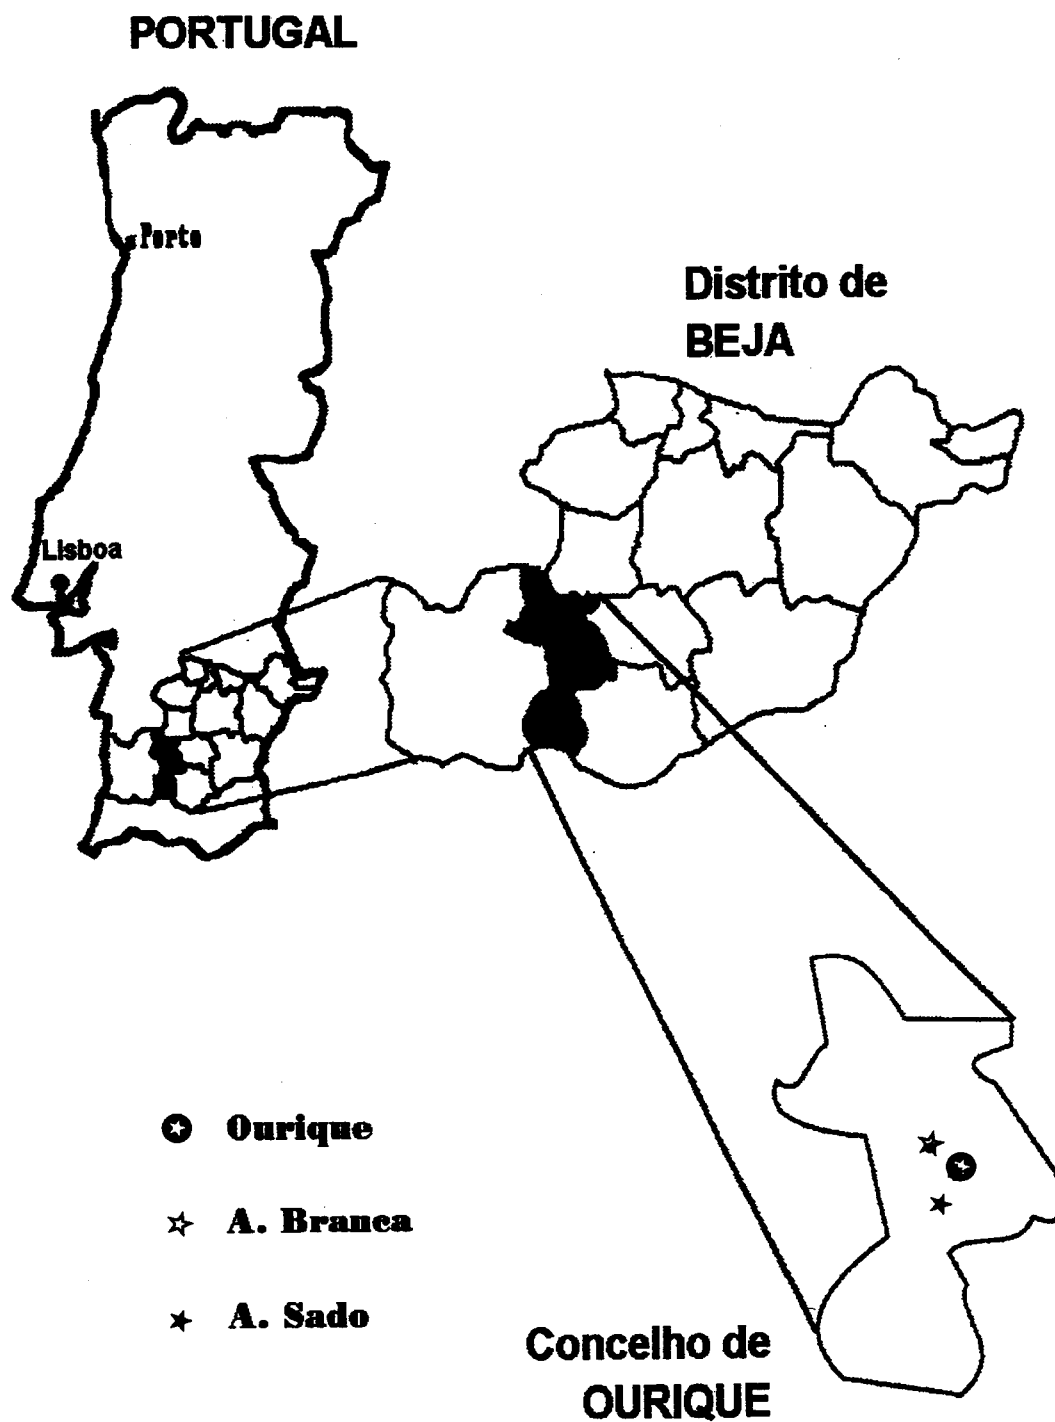 PORTUGAL
Porto
Distrito de
BEJA
Lisboa
Ourique
A. Branca
A. Sado
Concelho de
OURIQUE